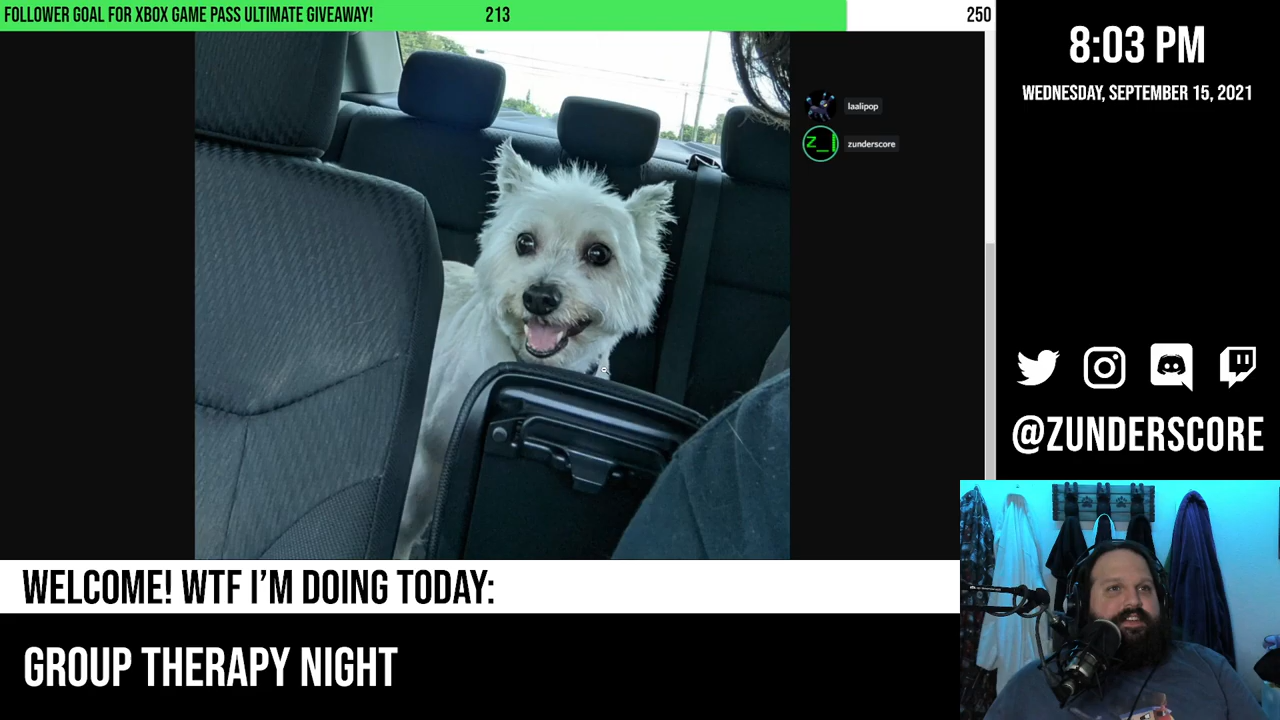 FOLLOWER GOAL FOR XBOX GAME PASS ULTIMATE GIVEAWAY! 213 250
8:03 PM
WEDNESDAY, SEPTEMBER 15, 2021
laalipop
zunderscore
z_
@ZUNDERSCORE
WELCOME! WTF I'M DOING TODAY:
GROUP THERAPY NIGHT